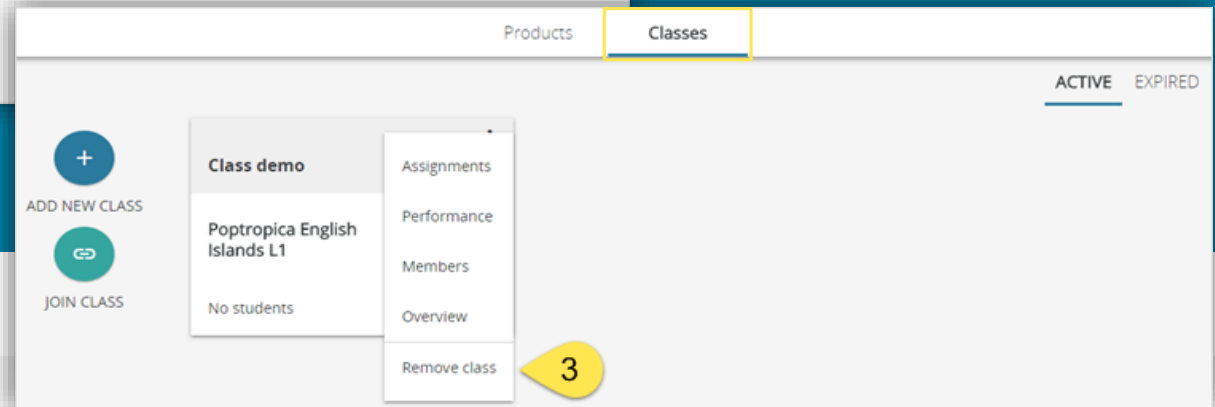 Products Classes
ACTIVE EXPIRED
ADD NEW CLASS
JOIN CLASS
Class demo
Poptropica English
Islands L1
No students
Assignments
Performance
Members
Overview
Remove class
3